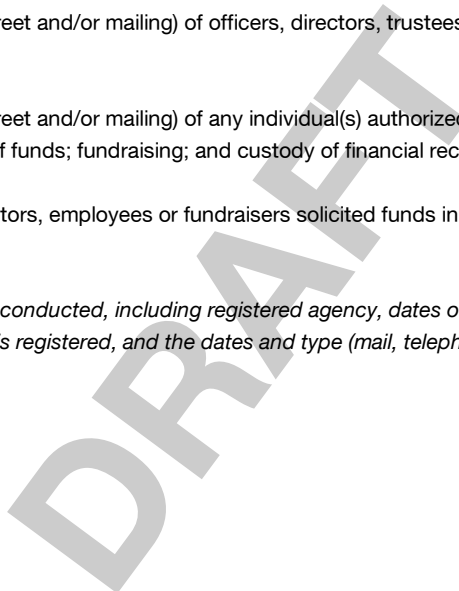 reet and/or mailing) of officers, directors, trustees
reet and/or mailing) of any individual(s) authorized
f funds; fundraising; and custody of financial rec
tors, employees or fundraisers solicited funds in
conducted, including registered agency, dates o
s registered, and the dates and type (mail, teleph
DRAFT